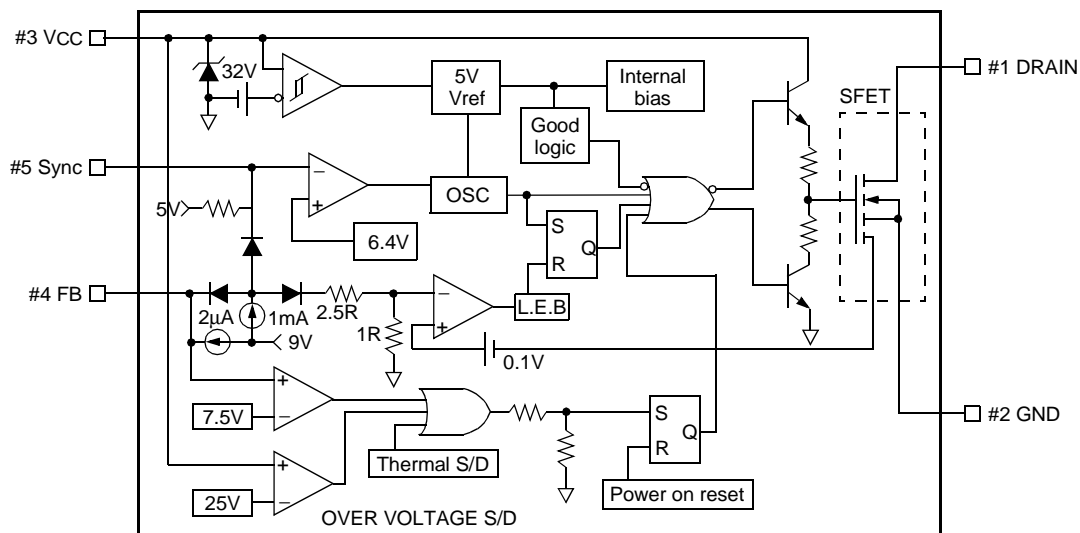 #3 VCC
32V
5V
Vref
Internal
bias
Good
logic
#1 DRAIN
SFET
#5 Sync
5V
−
+
6.4V
OSC
S
R
Q
#4 FB
2μA
1mA
9V
2.5R
1R
−
+
L.E.B
0.1V
7.5V
+
−
Thermal S/D
25V
+
−
S
R
Q
Power on reset
#2 GND
OVER VOLTAGE S/D